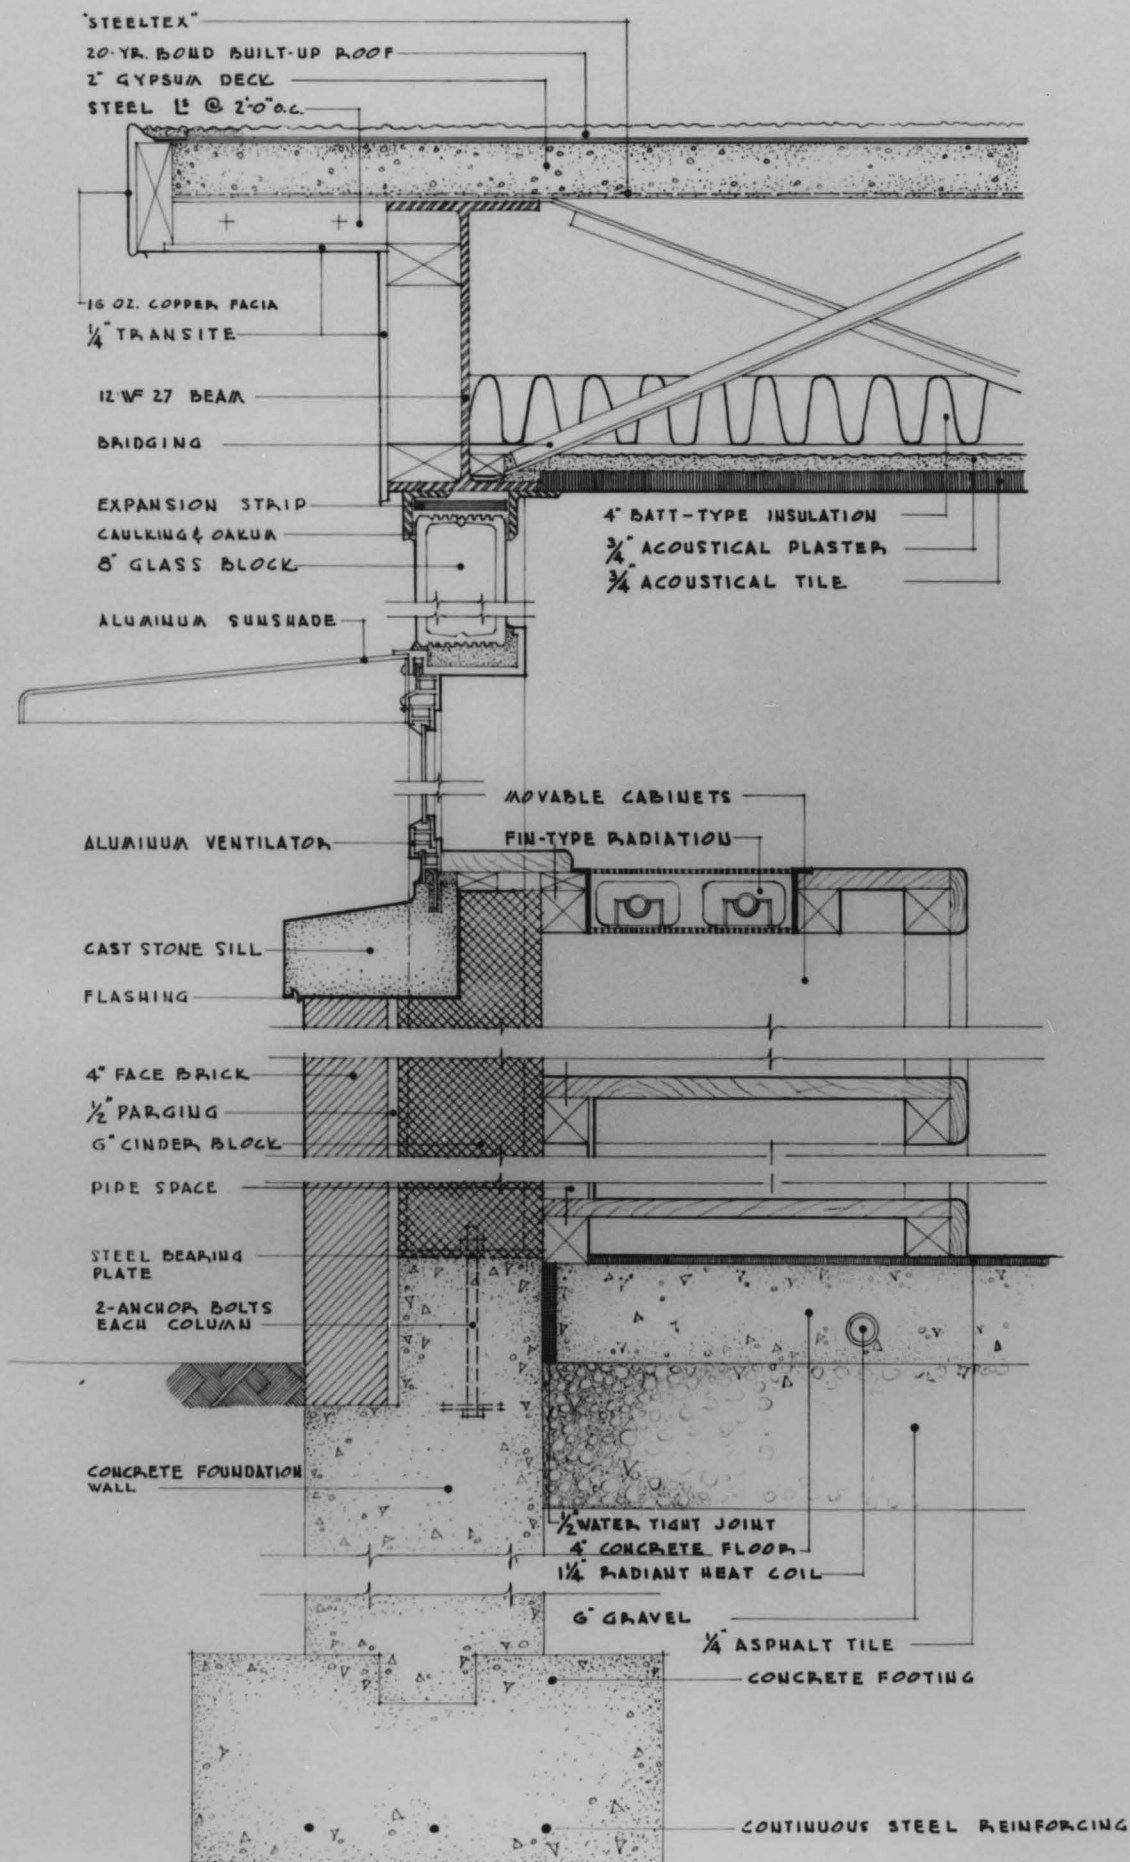 "STEELTEX"
20-YR. BOND BUILT-UP ROOF
2" GYPSUM DECK
STEEL Ls @ 2'-0" O.C.
16 OZ. COPPER FACIA
1/4" TRANSITE
12 WF 27 BEAM
BRIDGING
EXPANSION STRIP
CAULKING & OAKUM
8" GLASS BLOCK
4" BATT-TYPE INSULATION
3/4" ACOUSTICAL PLASTER
3/4" ACOUSTICAL TILE
ALUMINUM SUNSHADE
MOVABLE CABINETS
ALUMINUM VENTILATOR
FIN-TYPE RADIATION
CAST STONE SILL
FLASHING
4" FACE BRICK
1/2" PARGING
6" CINDER BLOCK
PIPE SPACE
STEEL BEARING
PLATE
2-ANCHOR BOLTS
EACH COLUMN
CONCRETE FOUNDATION
WALL
1/2" WATER TIGHT JOINT
4" CONCRETE FLOOR
1 1/4" RADIANT HEAT COIL
6" GRAVEL
1/4" ASPHALT TILE
CONCRETE FOOTING
CONTINUOUS STEEL REINFORCING